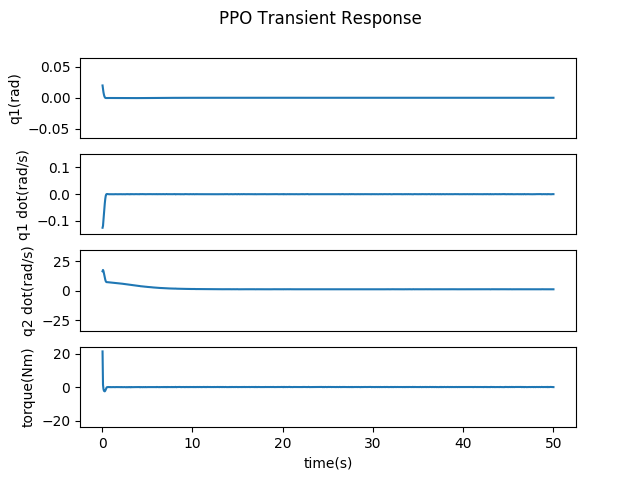 PPO Transient Response
q1(rad)
0.05
0.00
−0.05
q1 dot(rad/s)
0.1
0.0
−0.1
q2 dot(rad/s)
25
0
−25
torque(Nm)
20
0
−20
0 10 20 30 40 50
time(s)